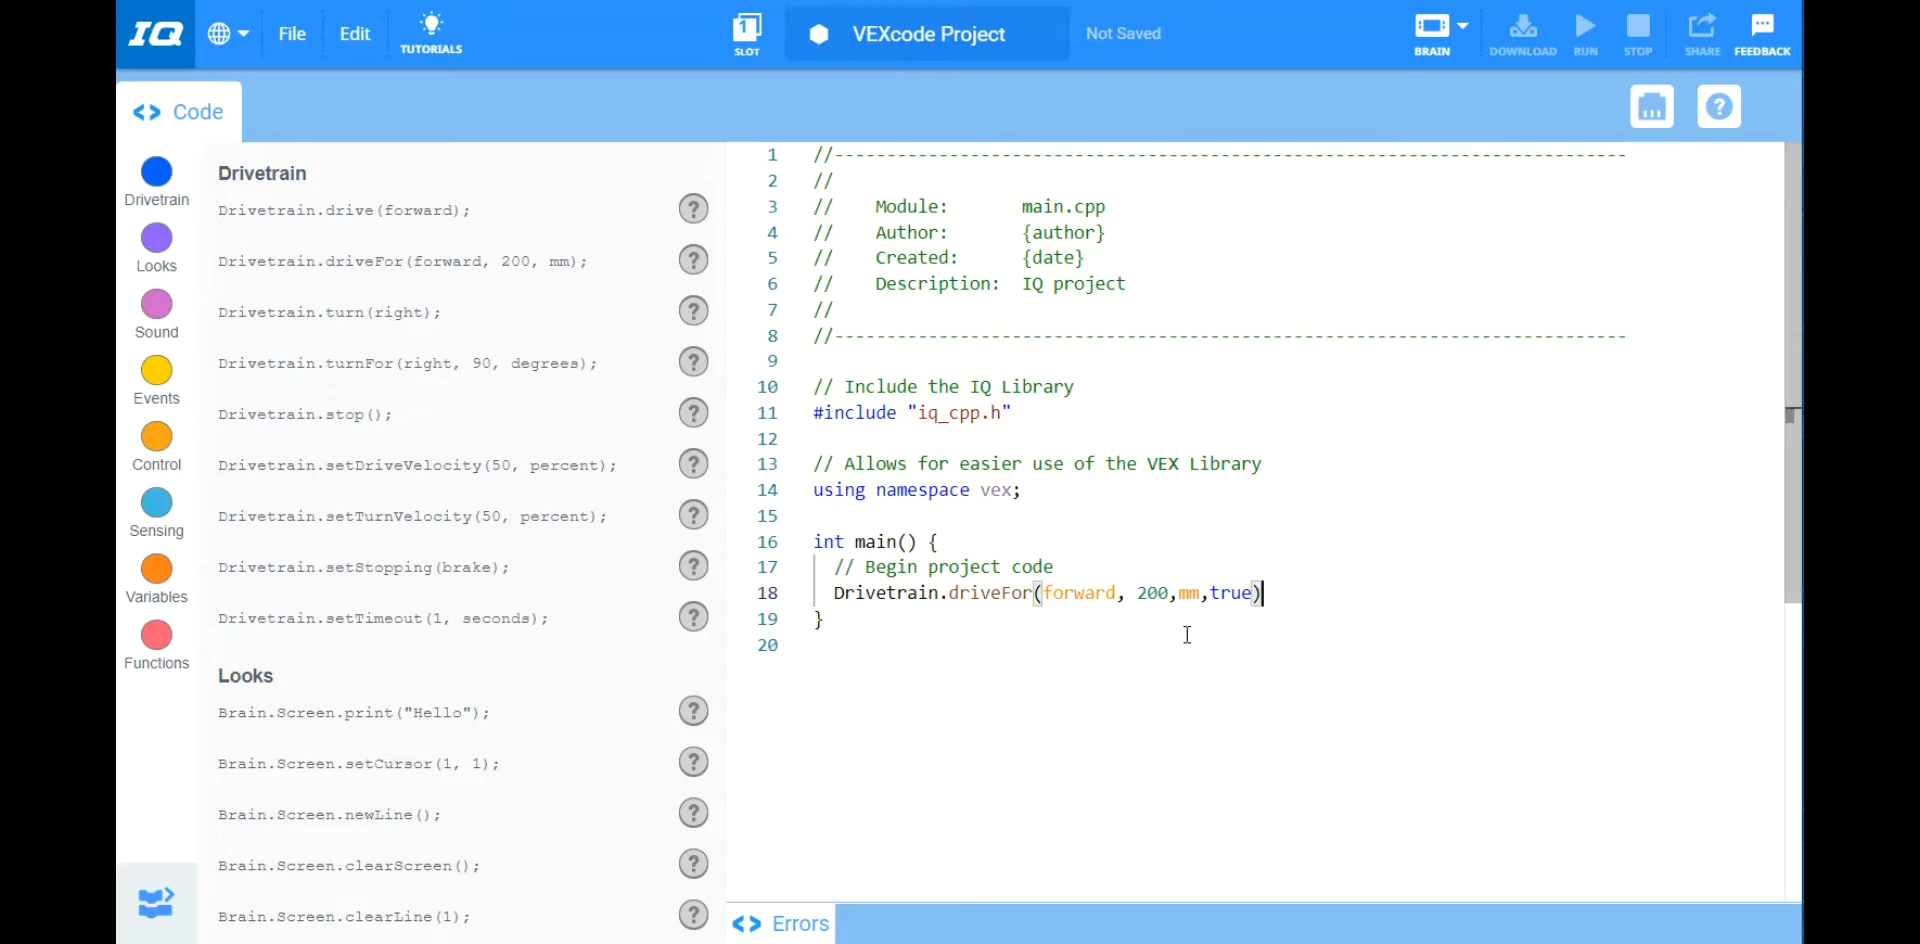 IQ
File
Edit
TUTORIALS
1
SLOT
VEXcode Project
Not Saved
BRAIN
DOWNLOAD
RUN
STOP
SHARE
FEEDBACK
<> Code
?
Drivetrain
Looks
Sound
Events
Control
Sensing
Variables
Functions
Drivetrain
Drivetrain.drive(forward); ?
Drivetrain.driveFor(forward, 200, mm); ?
Drivetrain.turn(right); ?
Drivetrain.turnFor(right, 90, degrees); ?
Drivetrain.stop(); ?
Drivetrain.setDriveVelocity(50, percent); ?
Drivetrain.setTurnVelocity(50, percent); ?
Drivetrain.setStopping(brake); ?
Drivetrain.setTimeout(1, seconds); ?
Looks
Brain.Screen.print("Hello"); ?
Brain.Screen.setCursor(1, 1); ?
Brain.Screen.newLine(); ?
Brain.Screen.clearScreen(); ?
Brain.Screen.clearLine(1); ?
1 //----------------------------------------------------------------------------
2 //
3 // Module: main.cpp
4 // Author: {author}
5 // Created: {date}
6 // Description: IQ project
7 //
8 //----------------------------------------------------------------------------
9
10 // Include the IQ Library
11 #include "iq_cpp.h"
12
13 // Allows for easier use of the VEX Library
14 using namespace vex;
15
16 int main() {
17 // Begin project code
18 Drivetrain.driveFor(forward, 200,mm,true)
19 }
20
<> Errors